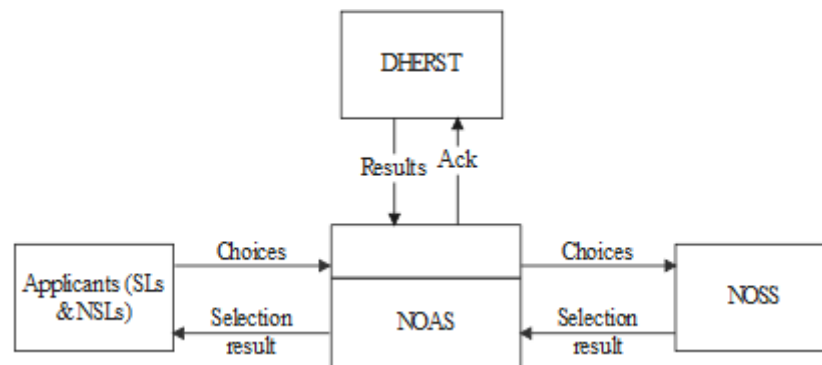 DHERST
Results
Ack
Choices
Choices
Applicants (SLs
& NSLs)
NOAS
NOSS
Selection
result
Selection
result